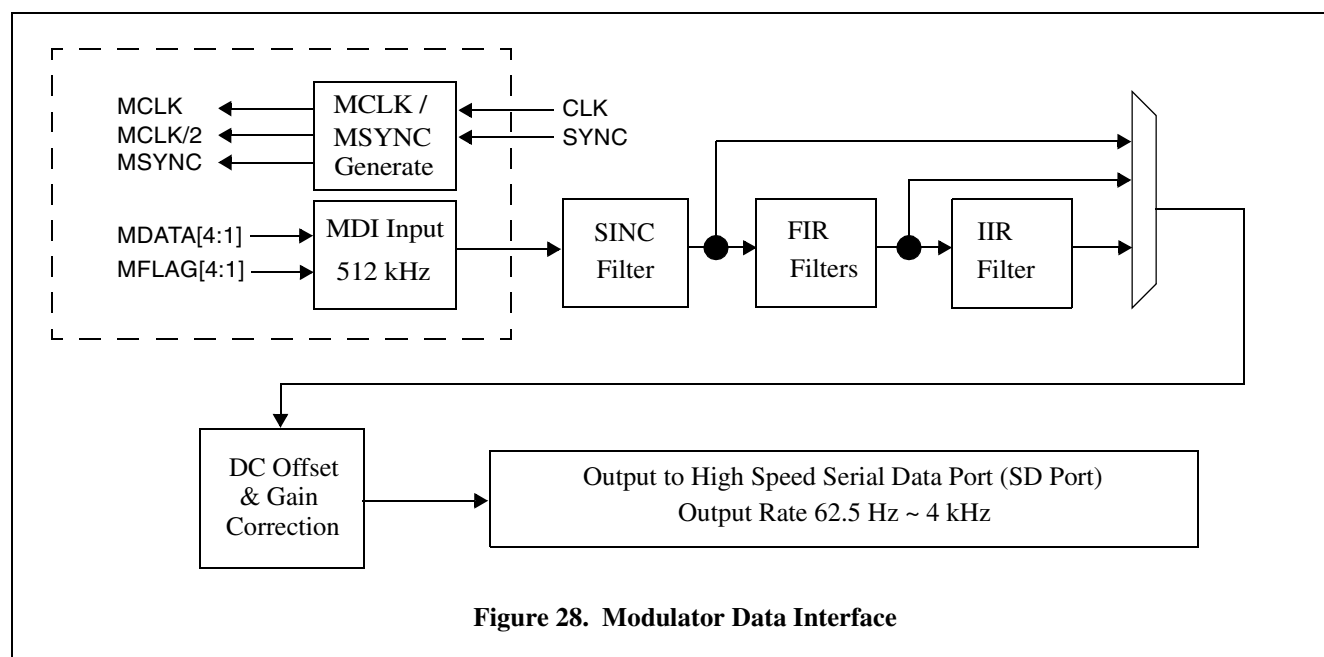 MCLK
MCLK/2
MSYNC
MCLK /
MSYNC
Generate
CLK
SYNC
MDATA[4:1]
MFLAG[4:1]
MDI Input
512 kHz
SINC
Filter
FIR
Filters
IIR
Filter
DC Offset
& Gain
Correction
Output to High Speed Serial Data Port (SD Port)
Output Rate 62.5 Hz ~ 4 kHz
Figure 28. Modulator Data Interface